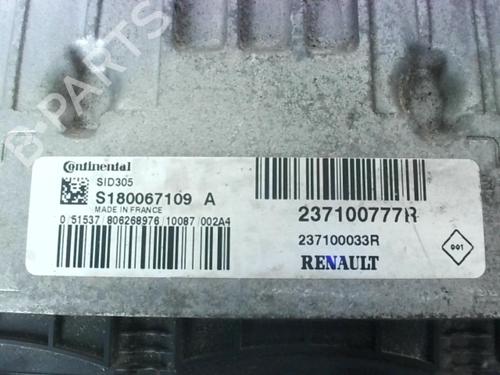 B-PARTS
Continental
SID305
S180067109 A
MADE IN FRANCE
0 51537 806268976 10087 002A4
237100777R
237100033R
RENAULT
001